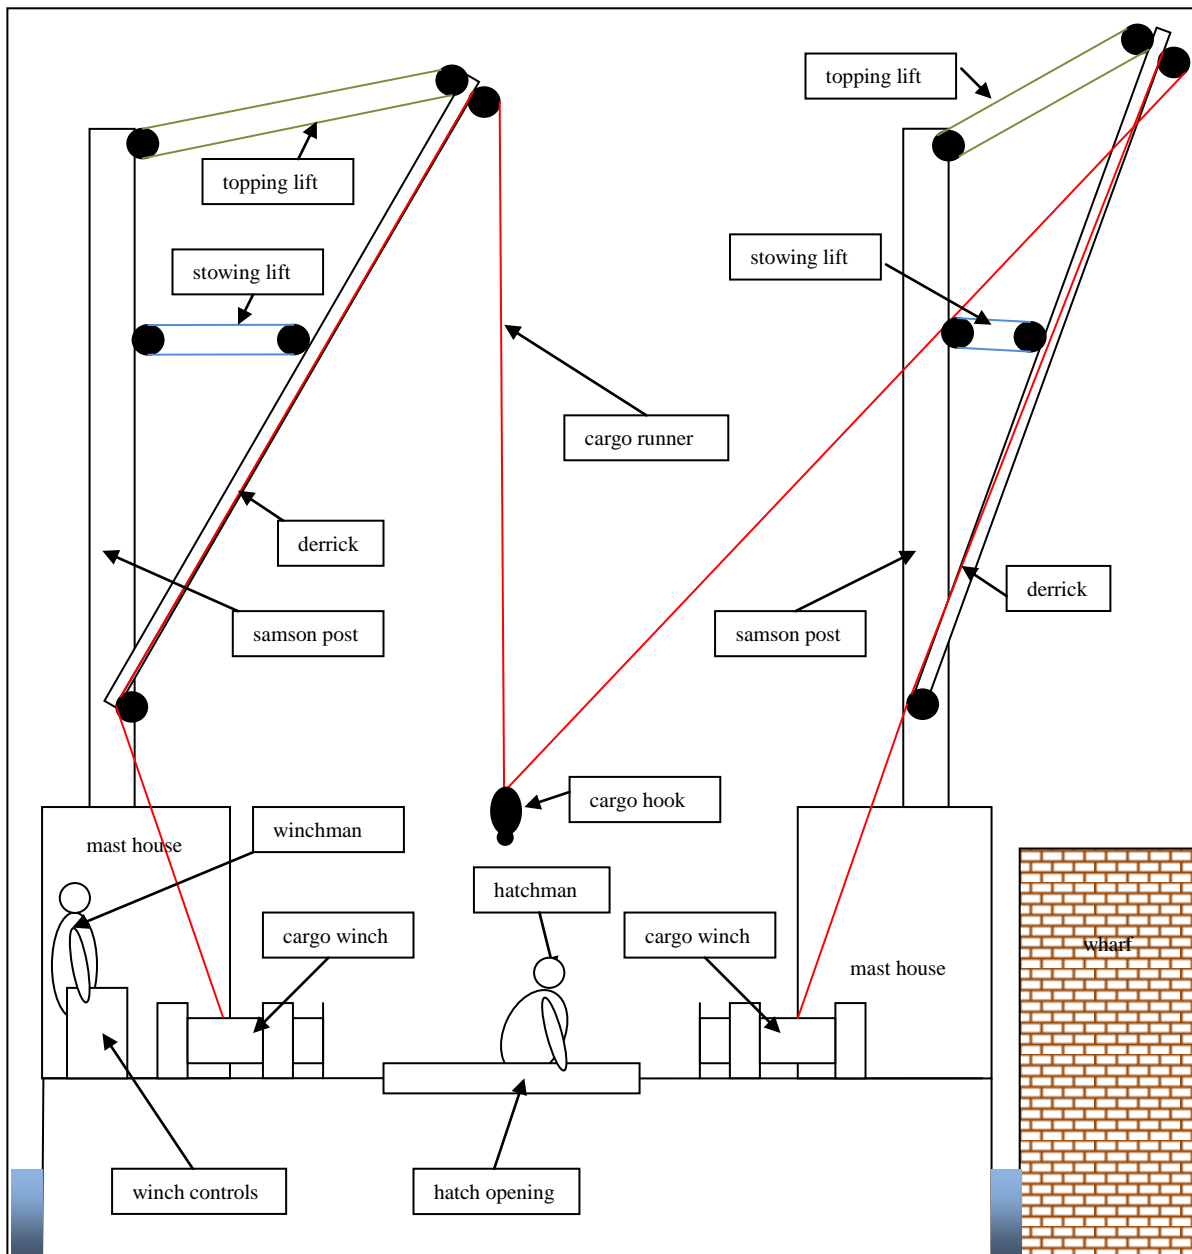 topping lift
topping lift
stowing lift
stowing lift
cargo runner
derrick
derrick
samson post
samson post
cargo hook
winchman
mast house
hatchman
cargo winch
cargo winch
wharf
mast house
winch controls
hatch opening